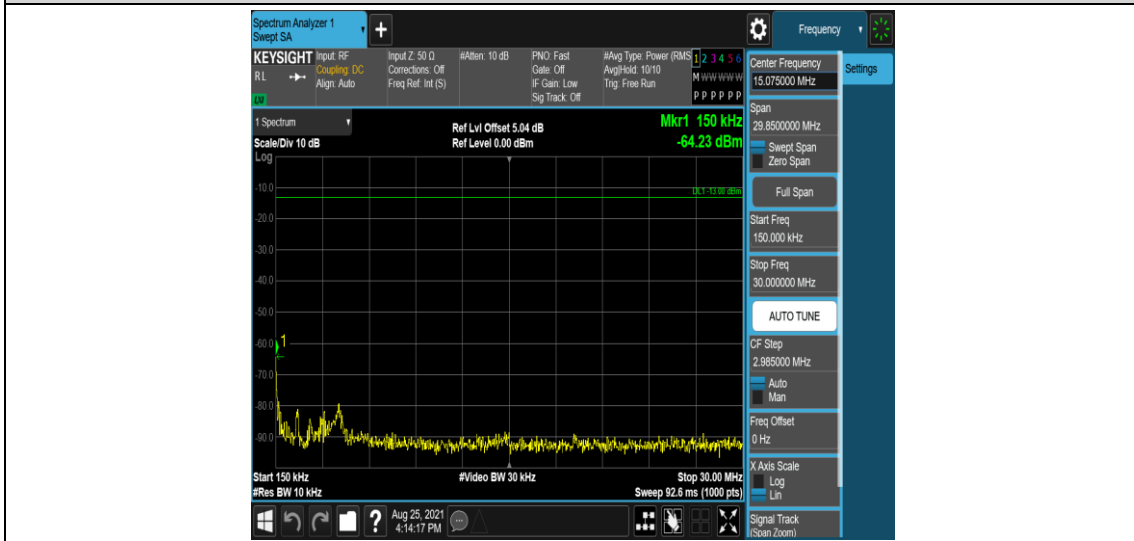 Spectrum Analyzer 1
Swept SA
+
Frequency
KEYSIGHT
RL
LXI
Input: RF
Coupling: DC
Align: Auto
Input Z: 50 Ω
Corrections: Off
Freq Ref: Int (S)
#Atten: 10 dB
PNO: Fast
Gate: Off
IF Gain: Low
Sig Track: Off
#Avg Type: Power (RMS
Avg|Hold: 10/10
Trig: Free Run
1 2 3 4 5 6
M W W W W W
P P P P P P
1 Spectrum
Scale/Div 10 dB
Log
Ref Lvl Offset 5.04 dB
Ref Level 0.00 dBm
Mkr1 150 kHz
-64.23 dBm
DL1 -13.00 dBm
-10.0
-20.0
-30.0
-40.0
-50.0
-60.0
1
-70.0
-80.0
-90.0
Start 150 kHz
#Res BW 10 kHz
#Video BW 30 kHz
Stop 30.00 MHz
Sweep 92.6 ms (1000 pts)
?
Aug 25, 2021
4:14:17 PM
Center Frequency
15.075000 MHz
Span
29.8500000 MHz
Swept Span
Zero Span
Full Span
Start Freq
150.000 kHz
Stop Freq
30.000000 MHz
AUTO TUNE
CF Step
2.985000 MHz
Auto
Man
Freq Offset
0 Hz
X Axis Scale
Log
Lin
Signal Track
(Span Zoom)
Settings